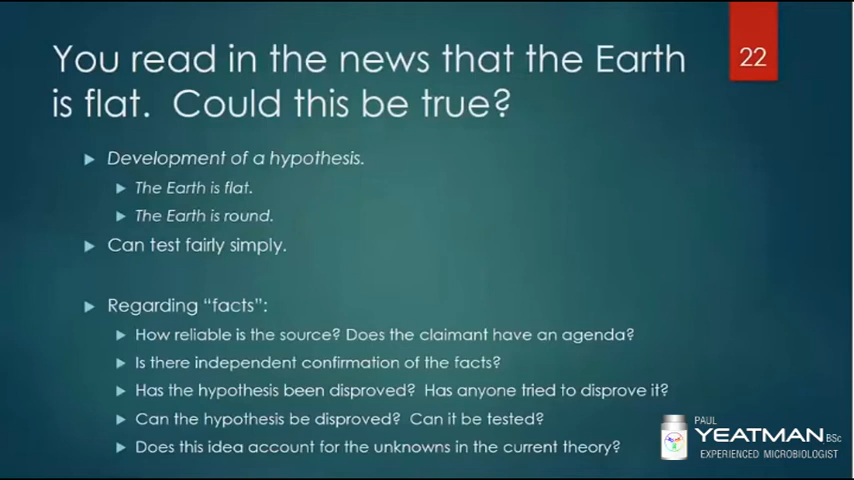 You read in the news that the Earth
is flat.  Could this be true?
22
Development of a hypothesis.
The Earth is flat.
The Earth is round.
Can test fairly simply.
Regarding “facts”:
How reliable is the source? Does the claimant have an agenda?
Is there independent confirmation of the facts?
Has the hypothesis been disproved?  Has anyone tried to disprove it?
Can the hypothesis be disproved?  Can it be tested?
Does this idea account for the unknowns in the current theory?
PAUL
YEATMAN BSc
EXPERIENCED MICROBIOLOGIST